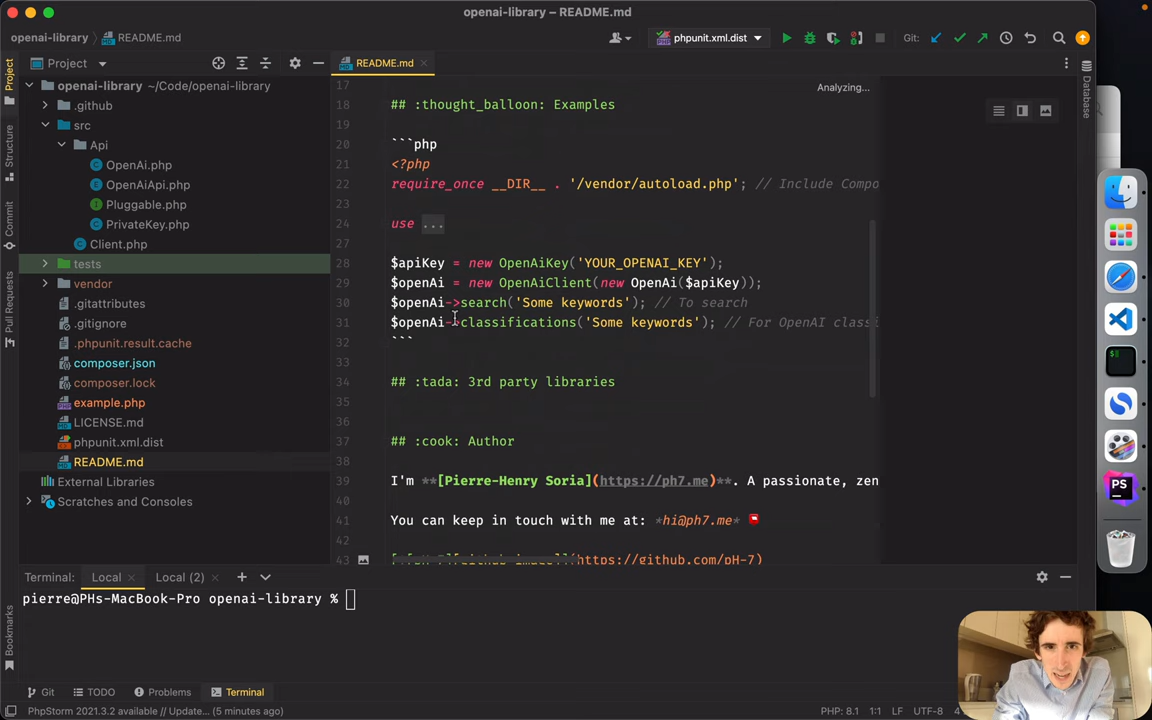 openai-library – README.md
openai-library
README.md
phpunit.xml.dist
Git:
Project
Project
README.md
openai-library ~/Code/openai-library
.github
src
Api
OpenAi.php
OpenAiApi.php
Pluggable.php
PrivateKey.php
Client.php
tests
vendor
.gitattributes
.gitignore
.phpunit.result.cache
composer.json
composer.lock
example.php
LICENSE.md
phpunit.xml.dist
README.md
External Libraries
Scratches and Consoles
Structure
Commit
Pull Requests
Bookmarks
Database
Analyzing...
17
18 ## :thought_balloon: Examples
19
20 ```php
21 <?php
22 require_once __DIR__ . '/vendor/autoload.php'; // Include Compo
23
24 use ...
27
28 $apiKey = new OpenAiKey('YOUR_OPENAI_KEY');
29 $openAi = new OpenAiClient(new OpenAi($apiKey));
30 $openAi->search('Some keywords'); // To search
31 $openAi->classifications('Some keywords'); // For OpenAI class
32 ```
33
34 ## :tada: 3rd party libraries
35
36
37 ## :cook: Author
38
39 I'm **[Pierre-Henry Soria](https://ph7.me)**. A passionate, zen
40
41 You can keep in touch with me at: *hi@ph7.me*
42
43
(https://github.com/pH-7)
Terminal: Local Local (2)
pierre@PHs-MacBook-Pro openai-library %
Git TODO Problems Terminal
PhpStorm 2021.3.2 available // Update... (5 minutes ago)
PHP: 8.1 1:1 LF UTF-8 4
PS